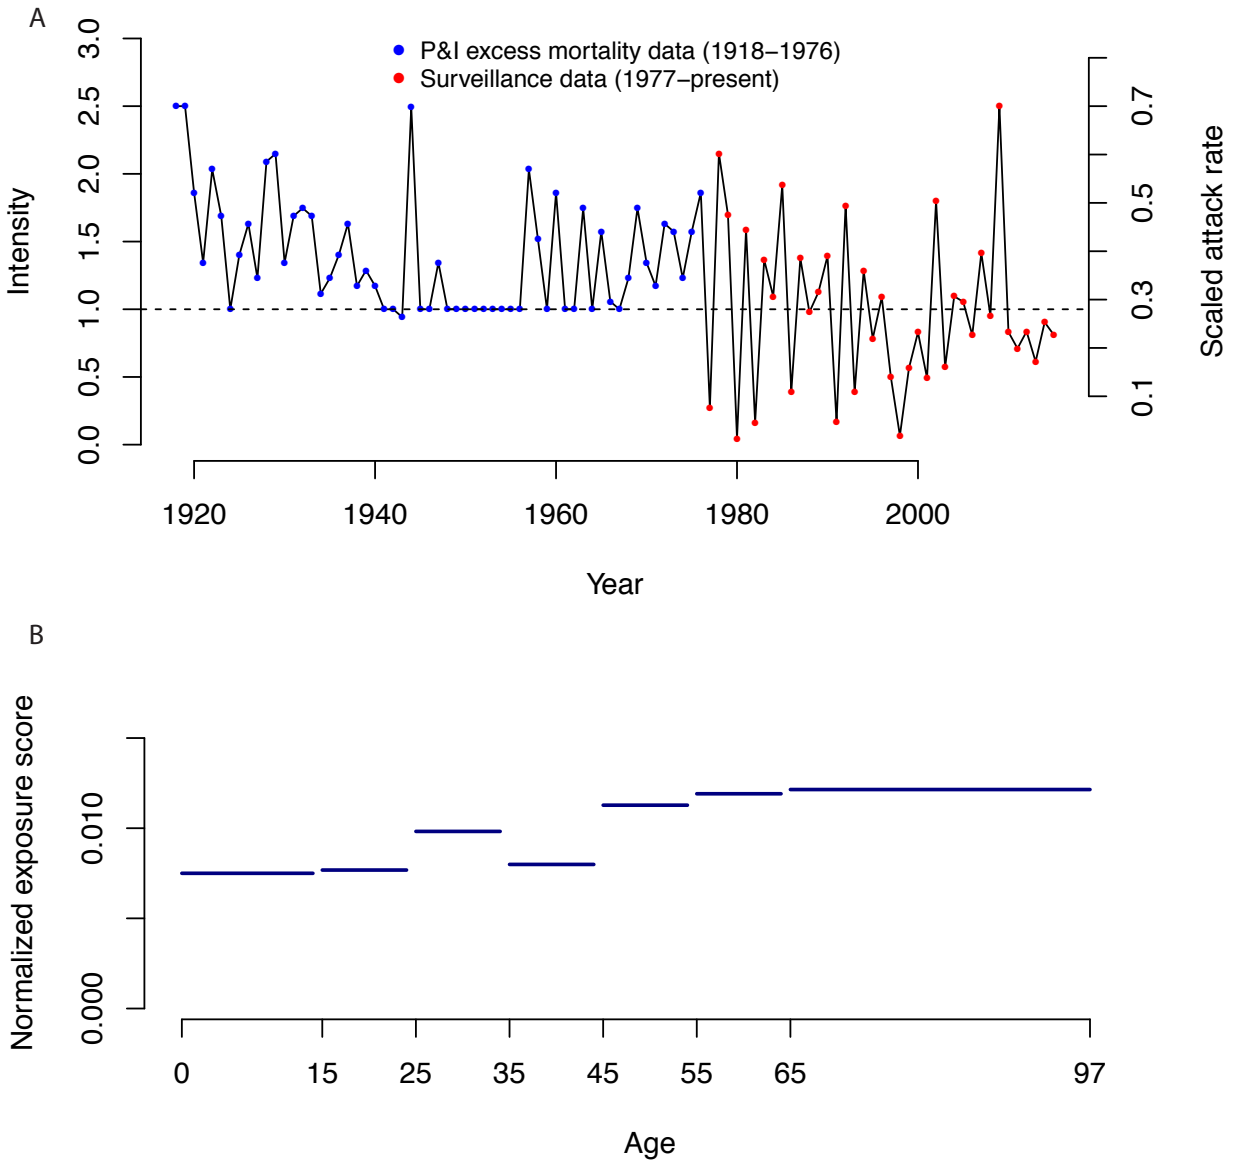 A
P&I excess mortality data (1918–1976)
Surveillance data (1977–present)
Intensity
3.0
2.5
2.0
1.5
1.0
0.5
0.0
0.7
0.5
0.3
0.1
Scaled attack rate
1920 1940 1960 1980 2000
Year
B
Normalized exposure score
0.010
0.000
0 15 25 35 45 55 65 97
Age